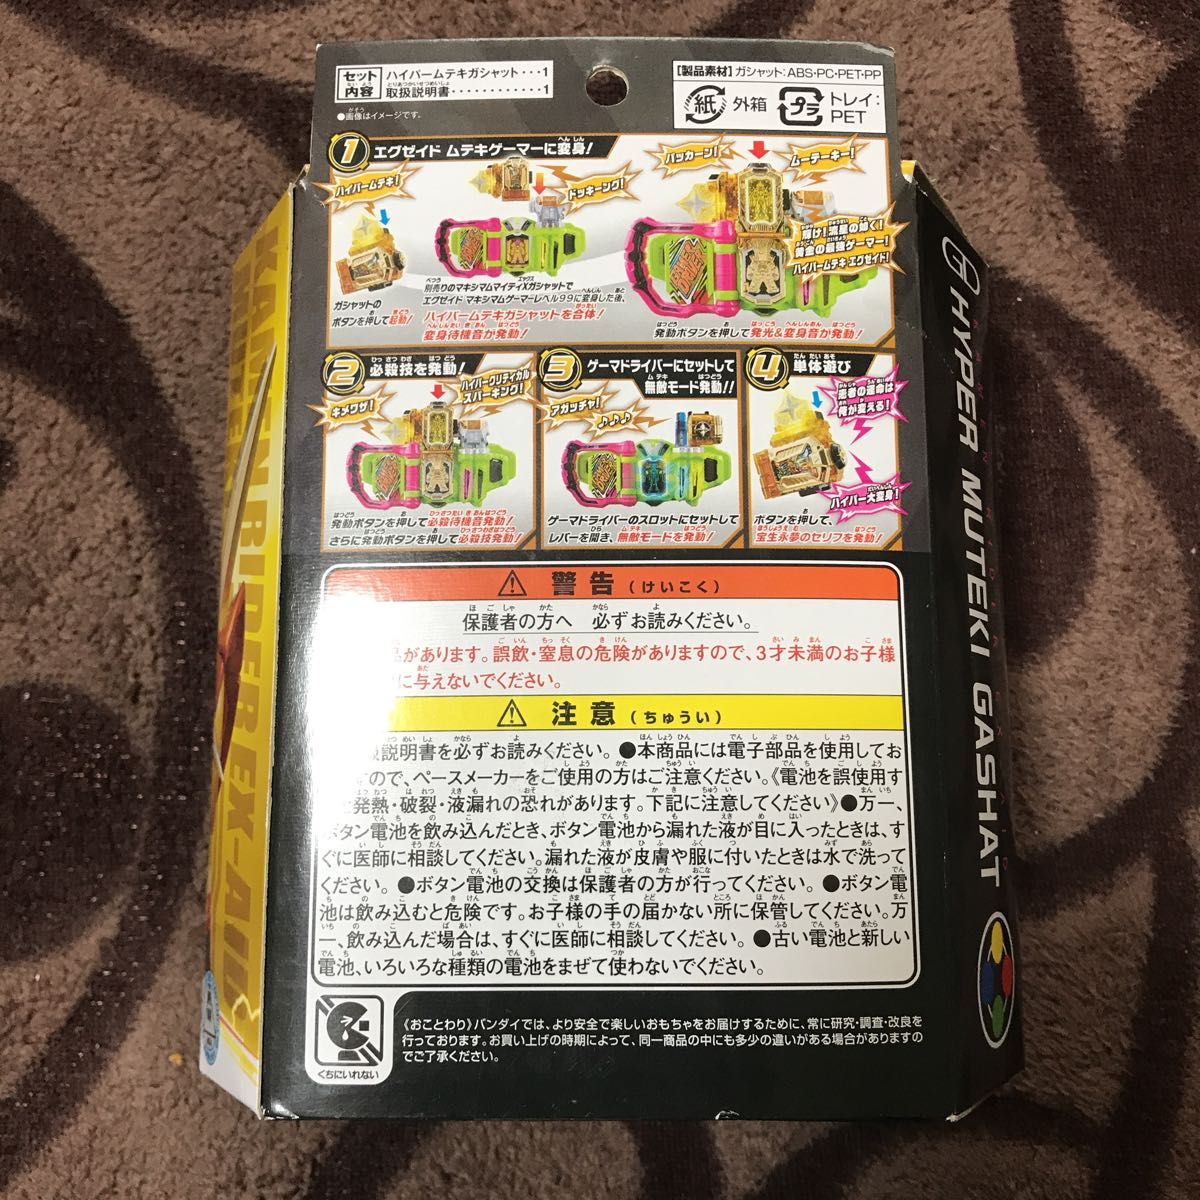 セット内容
ハイパームテキガシャット・・・1
取扱説明書・・・・・・・・・・・・1
●画像はイメージです。
【製品素材】ガシャット:ABS・PC・PET・PP
紙 外箱 プラ トレイ:PET
1 エグゼイド ムテキゲーマーに変身!
ハイパームテキ!
ドッキーング!
パッカーン!
ムーテーキー!
輝け!流星の如く!
黄金の最強ゲーマー!
ハイパームテキ エグゼイド!
ガシャットの
ボタンを押して起動!
別売りのマキシマムマイティXガシャットで
エグゼイド マキシマムゲーマーレベル99に変身した後、
ハイパームテキガシャットを合体!
変身待機音が発動!
発動ボタンを押して発光&変身音が発動!
2 必殺技を発動!
キメワザ!
ハイパークリティカル
スパーキング!
発動ボタンを押して必殺待機音発動!
さらに発動ボタンを押して必殺技発動!
3 ゲーマドライバーにセットして
無敵モード発動!!
アガッチャ!
♪♪♪
ゲーマドライバーのスロットにセットして
レバーを開き、無敵モードを発動!
4 単体遊び
患者の運命は
俺が変える!
ハイパー大変身!
ボタンを押して、
宝生永夢のセリフを発動!
警告(けいこく)
保護者の方へ 必ずお読みください。
があります。誤飲・窒息の危険がありますので、3才未満のお子様
に与えないでください。
注意(ちゅうい)
説明書を必ずお読みください。●本商品には電子部品を使用してお
すので、ペースメーカーをご使用の方はご注意ください。《電池を誤使用す
発熱・破裂・液漏れの恐れがあります。下記に注意してください》●万一、
ボタン電池を飲み込んだとき、ボタン電池から漏れた液が目に入ったときは、す
ぐに医師に相談してください。漏れた液が皮膚や服に付いたときは水で洗って
ください。●ボタン電池の交換は保護者の方が行ってください。●ボタン電
池は飲み込むと危険です。お子様の手の届かない所に保管してください。万
一、飲み込んだ場合は、すぐに医師に相談してください。●古い電池と新しい
電池、いろいろな種類の電池をまぜて使わないでください。
くちにいれない
《おことわり》バンダイでは、より安全で楽しいおもちゃをお届けするために、常に研究・調査・改良を
行っております。お買い上げの時期によって、同一商品の中にも多少の違いがある場合がありますので
ご了承ください。
HYPER MUTEKI GASHAT
KAMEN RIDER EX-AID